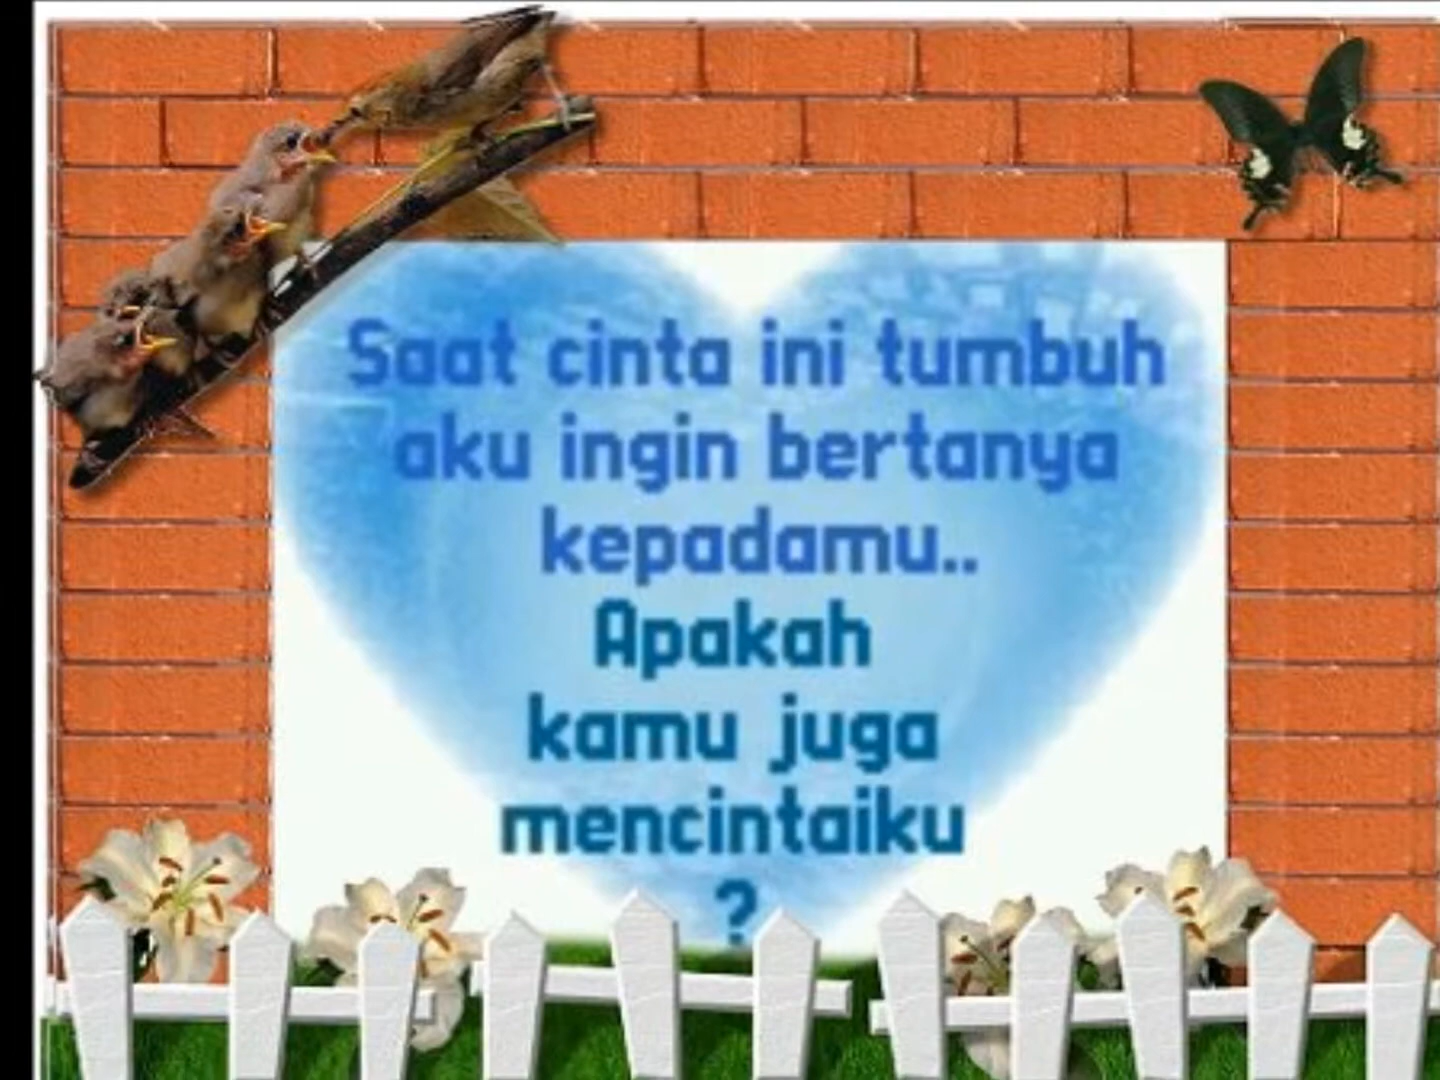 Saat cinta ini tumbuh
aku ingin bertanya
kepadamu..
Apakah
kamu juga
mencintaiku
?